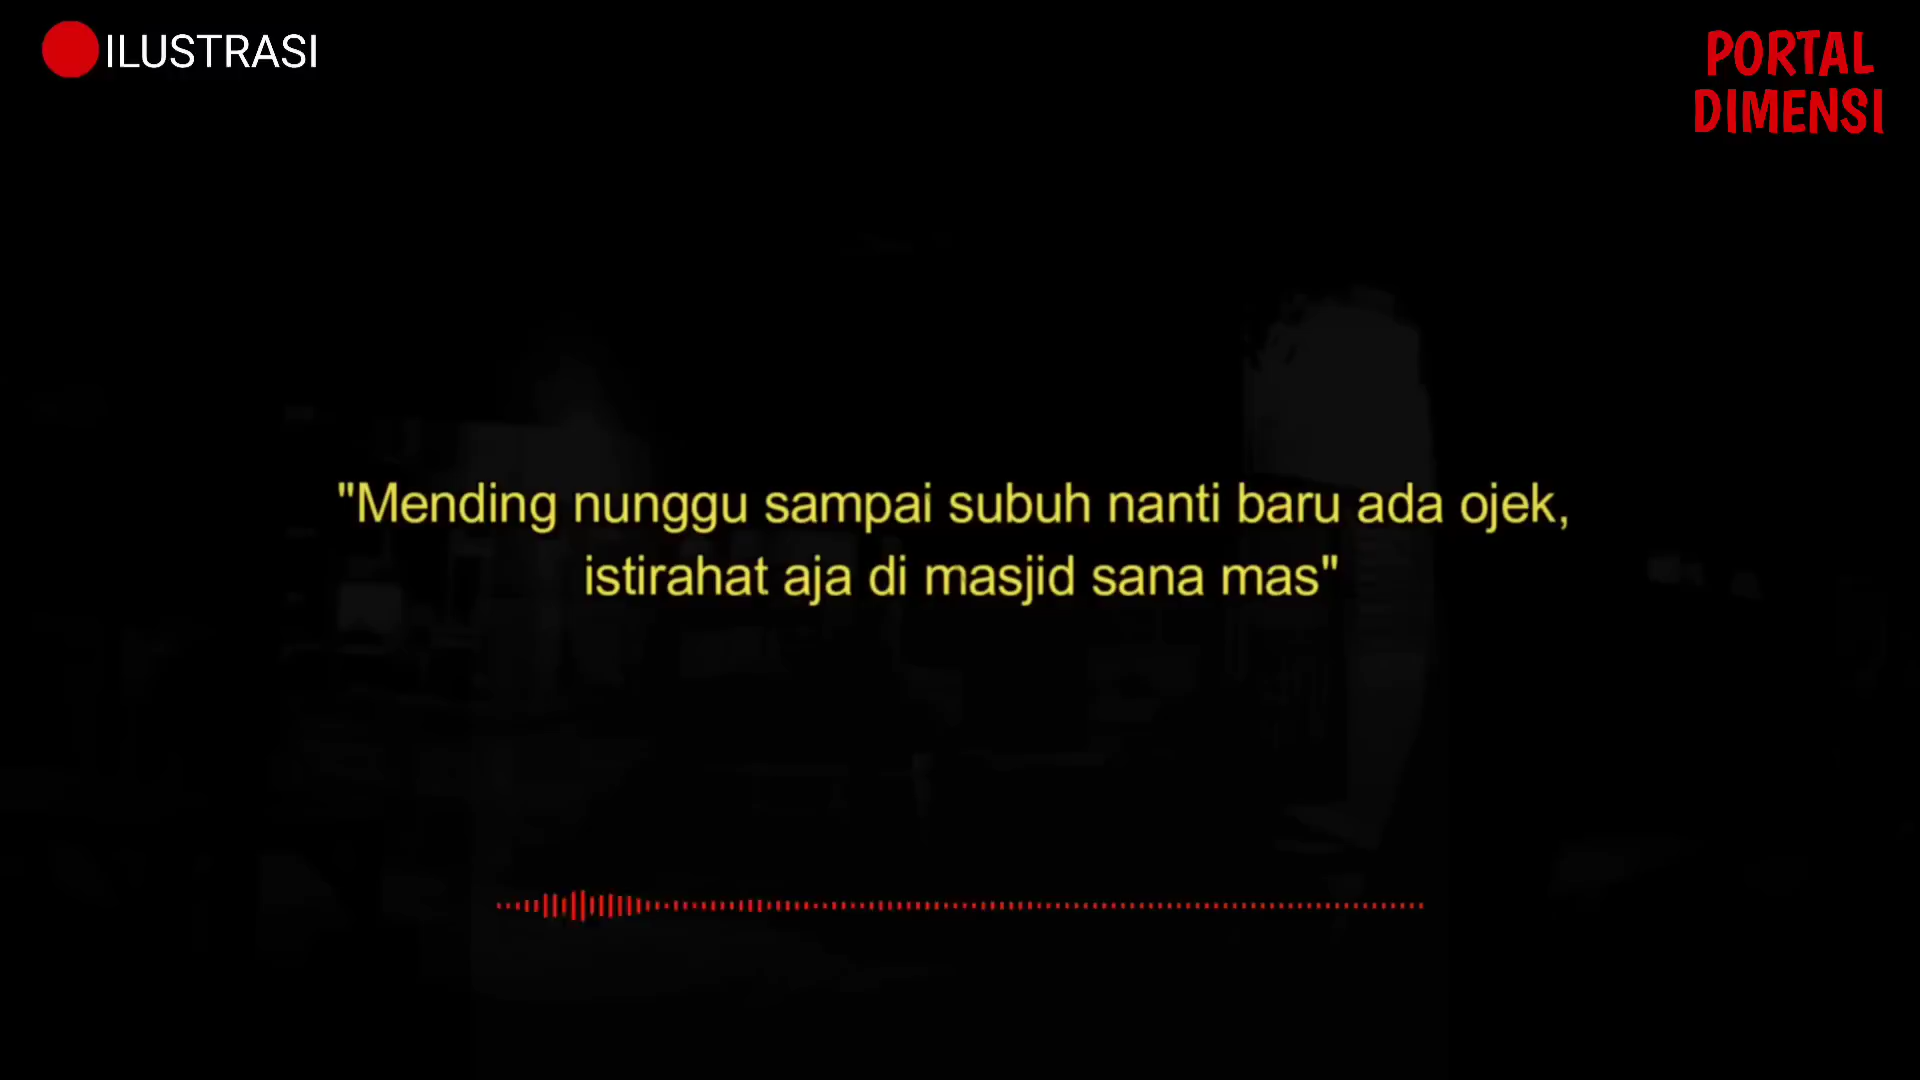 ILUSTRASI
PORTAL
DIMENSI
"Mending nunggu sampai subuh nanti baru ada ojek,
istirahat aja di masjid sana mas"